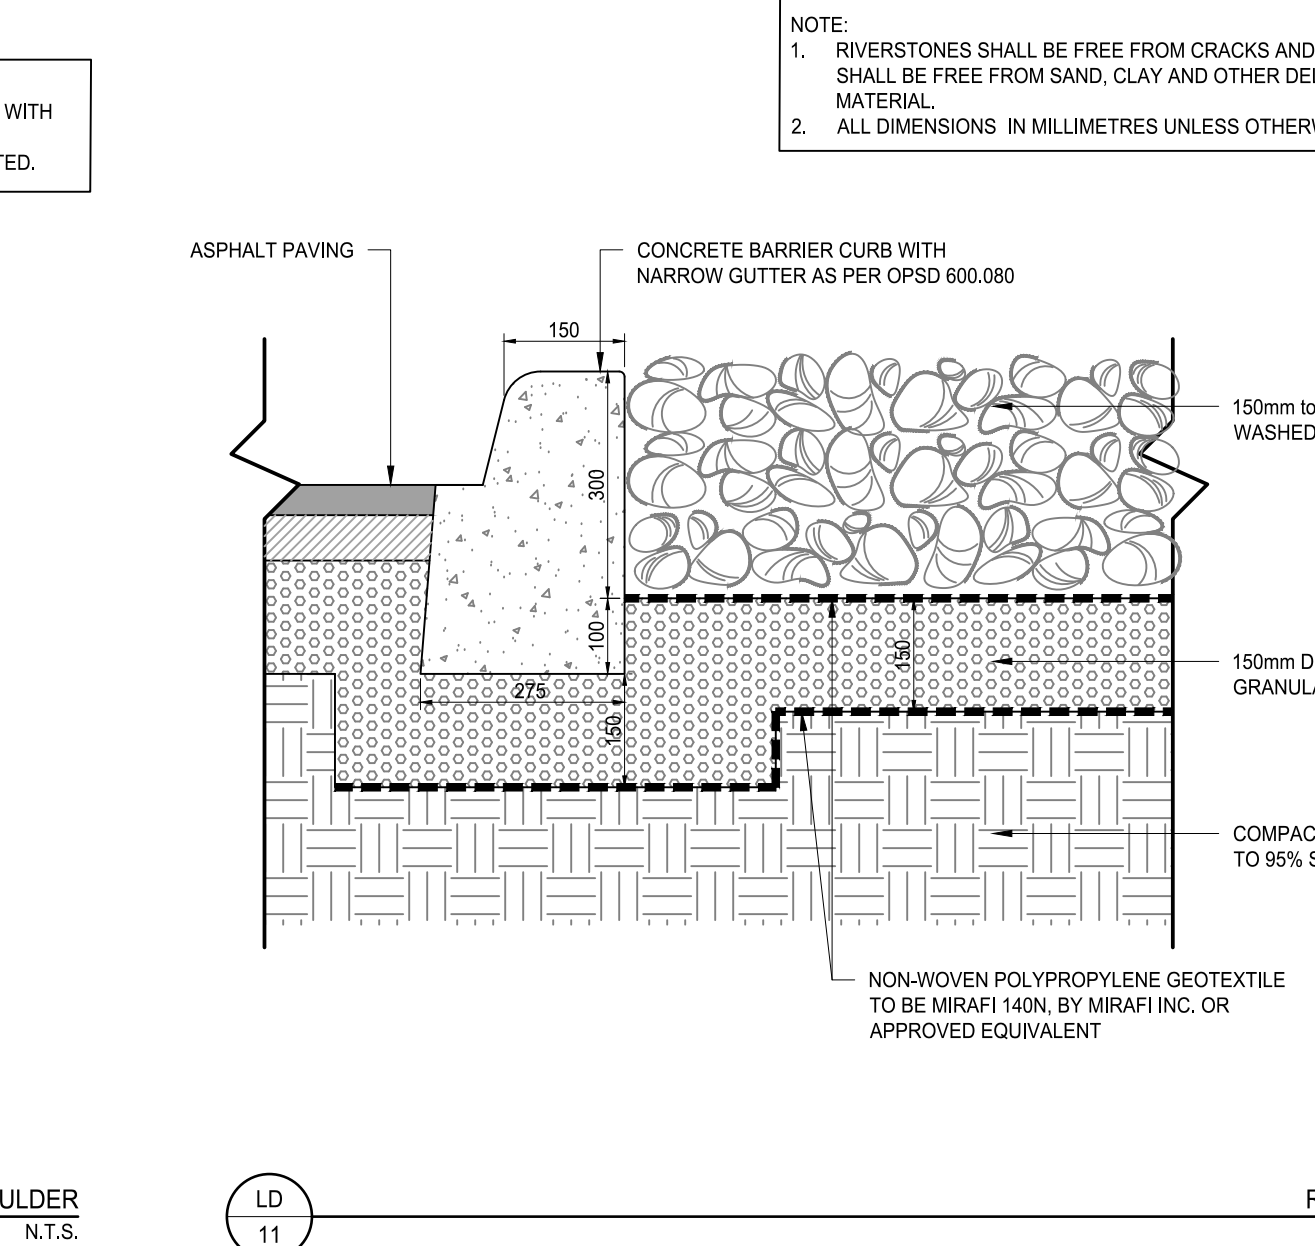 NOTE:
1. RIVERSTONES SHALL BE FREE FROM CRACKS AND
SHALL BE FREE FROM SAND, CLAY AND OTHER
MATERIAL.
2. ALL DIMENSIONS IN MILLIMETRES UNLESS
WITH
TED.
ASPHALT PAVING
CONCRETE BARRIER CURB WITH
NARROW GUTTER AS PER OPSD 600.080
150
150mm to
WASHED
300
100
150
275
150
150mm D
GRANULA
COMPAC
TO 95% S
NON-WOVEN POLYPROPYLENE GEOTEXTILE
TO BE MIRAFI 140N, BY MIRAFI INC. OR
APPROVED EQUIVALENT
ULDER
N.T.S.
LD
11
R